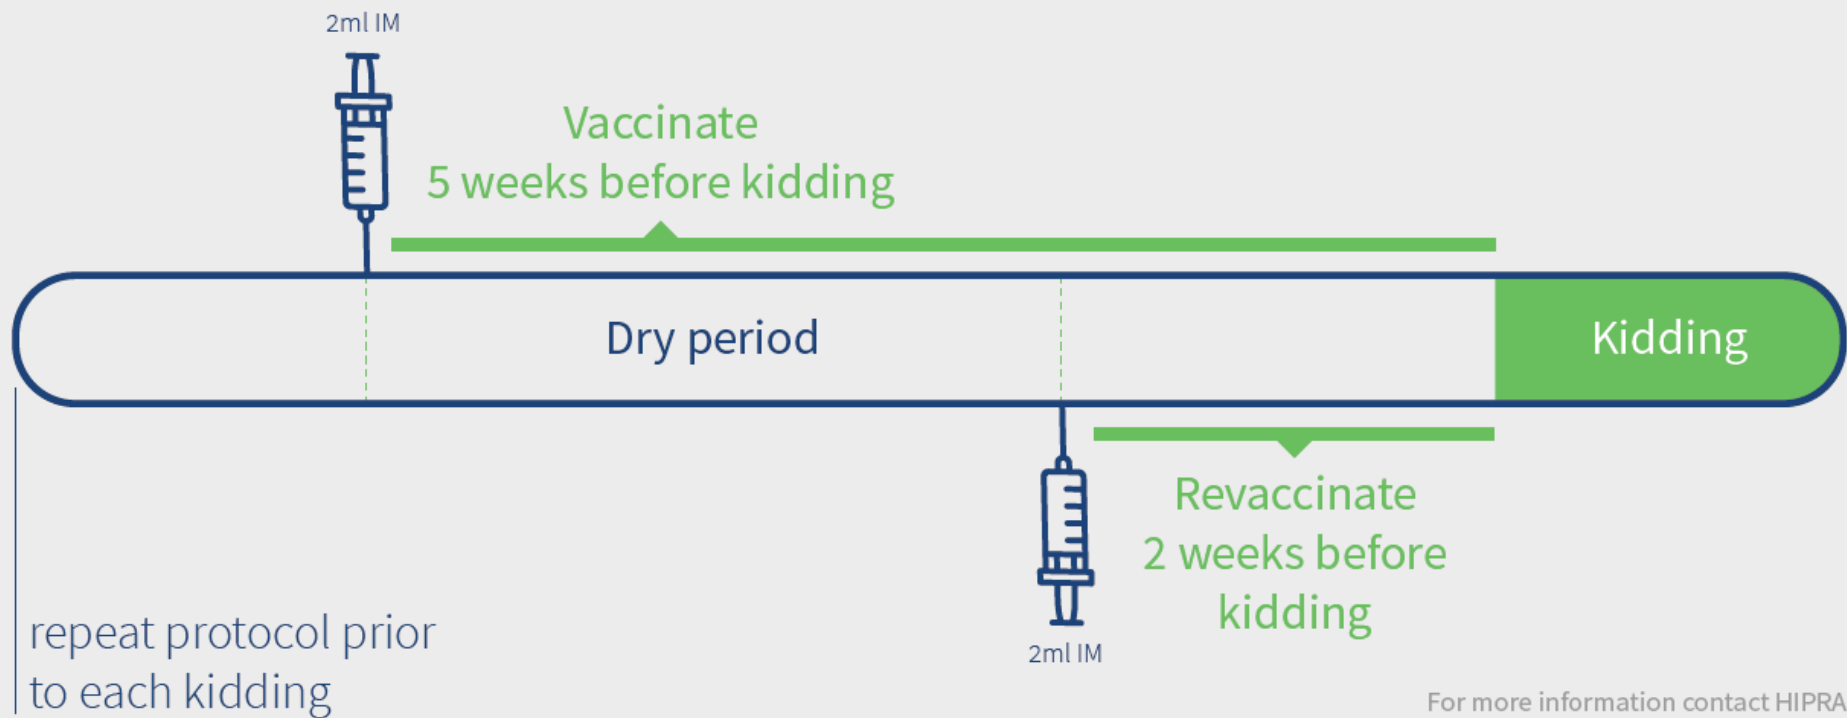 2ml IM
Vaccinate
5 weeks before kidding
Dry period
Kidding
Revaccinate
2 weeks before
kidding
2ml IM
repeat protocol prior
to each kidding
For more information contact HIPRA